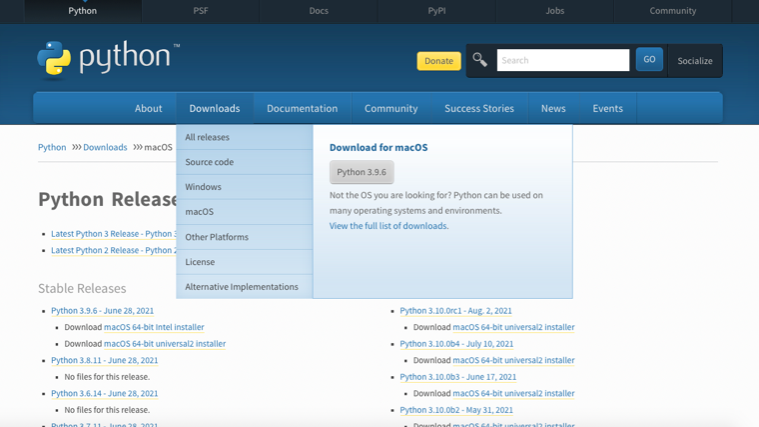 Python PSF Docs PyPI Jobs Community
python™
Donate Search GO Socialize
About Downloads Documentation Community Success Stories News Events
All releases
Source code
Windows
macOS
Other Platforms
License
Alternative Implementations
Download for macOS
Python 3.9.6
Not the OS you are looking for? Python can be used on
many operating systems and environments.
View the full list of downloads.
Python >>> Downloads >>> macOS
Python Release
Latest Python 3 Release - Python 3
Latest Python 2 Release - Python 2
Stable Releases
Python 3.9.6 - June 28, 2021
Download macOS 64-bit Intel installer
Download macOS 64-bit universal2 installer
Python 3.8.11 - June 28, 2021
No files for this release.
Python 3.6.14 - June 28, 2021
No files for this release.
Python 3.7.11 - June 28, 2021
Python 3.10.0rc1 - Aug. 2, 2021
Download macOS 64-bit universal2 installer
Python 3.10.0b4 - July 10, 2021
Download macOS 64-bit universal2 installer
Python 3.10.0b3 - June 17, 2021
Download macOS 64-bit universal2 installer
Python 3.10.0b2 - May 31, 2021
Download macOS 64-bit universal2 installer